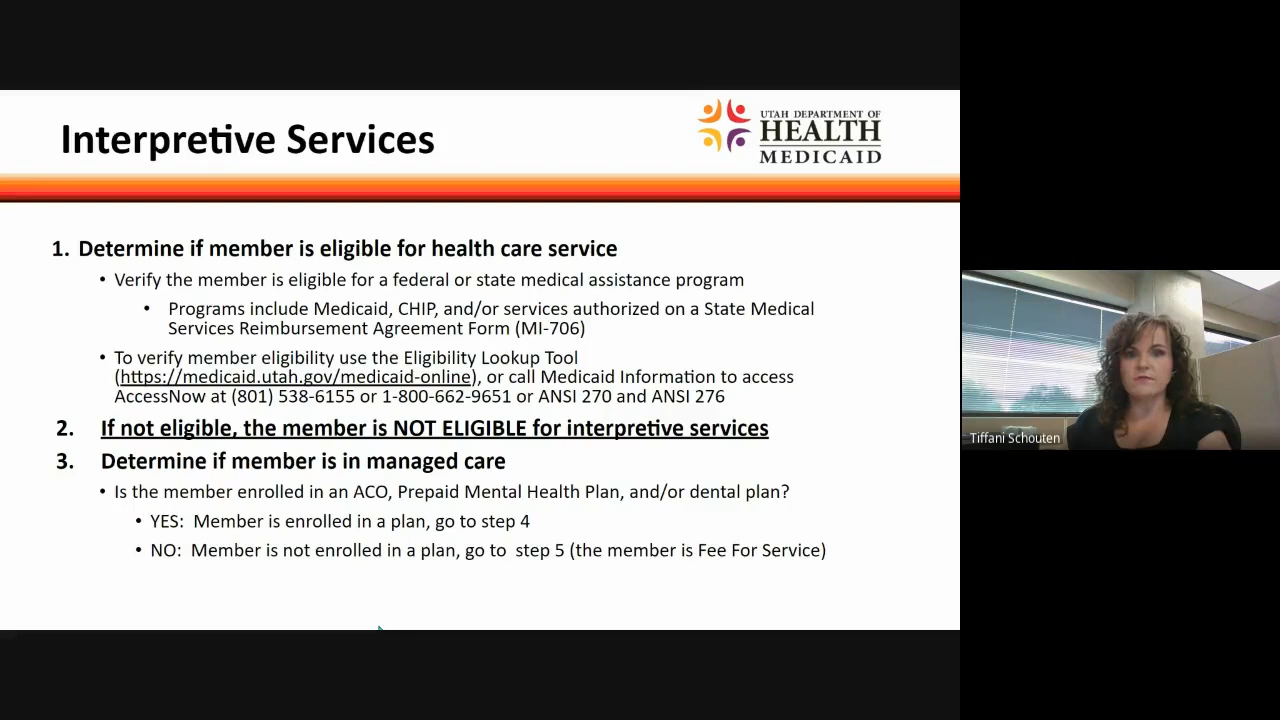 Interpretive Services
UTAH DEPARTMENT OF
HEALTH
MEDICAID
1. Determine if member is eligible for health care service
• Verify the member is eligible for a federal or state medical assistance program
• Programs include Medicaid, CHIP, and/or services authorized on a State Medical
Services Reimbursement Agreement Form (MI-706)
• To verify member eligibility use the Eligibility Lookup Tool
(https://medicaid.utah.gov/medicaid-online), or call Medicaid Information to access
AccessNow at (801) 538-6155 or 1-800-662-9651 or ANSI 270 and ANSI 276
2. If not eligible, the member is NOT ELIGIBLE for interpretive services
3. Determine if member is in managed care
• Is the member enrolled in an ACO, Prepaid Mental Health Plan, and/or dental plan?
• YES: Member is enrolled in a plan, go to step 4
• NO: Member is not enrolled in a plan, go to step 5 (the member is Fee For Service)
Tiffani Schouten